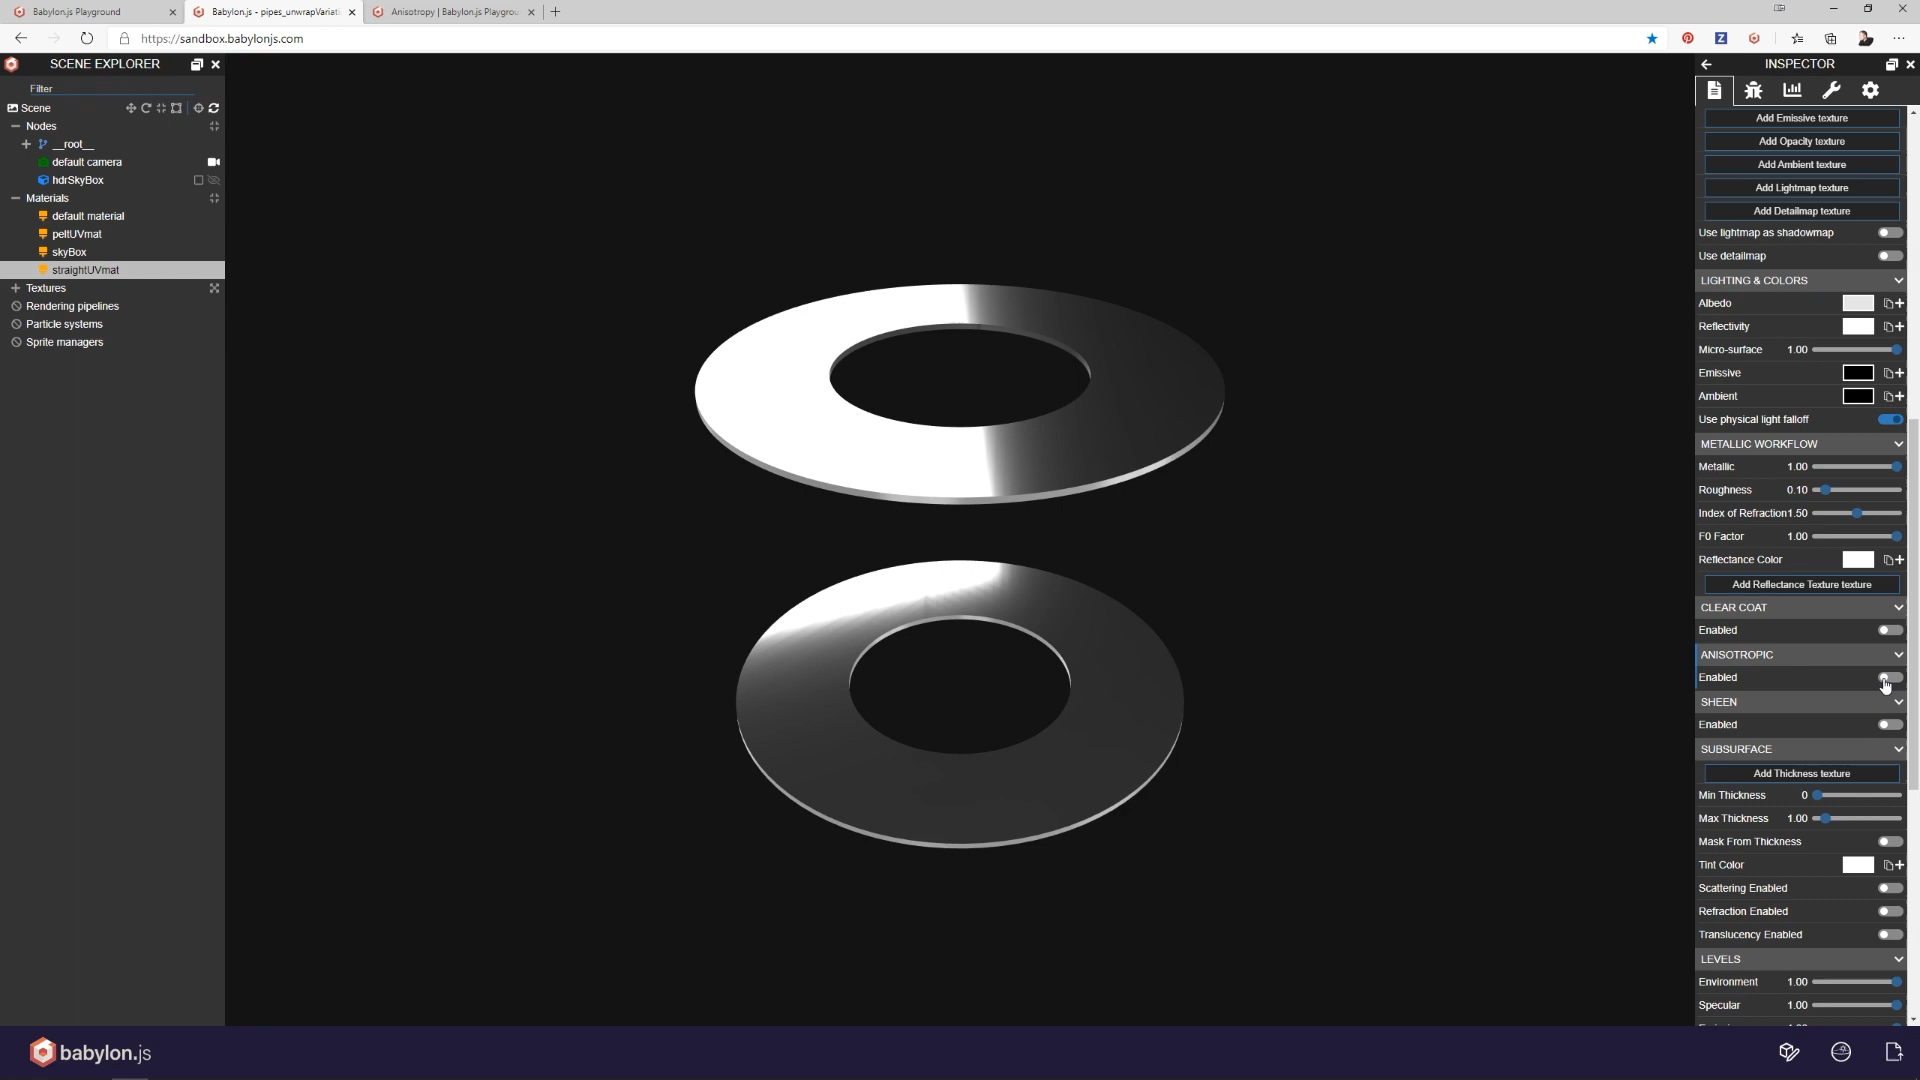 Babylon.js Playground
Babylon.js - pipes_unwrapVariati
Anisotropy | Babylon.js Playgrou
https://sandbox.babylonjs.com
SCENE EXPLORER
Filter
Scene
Nodes
__root__
default camera
hdrSkyBox
Materials
default material
peltUVmat
skyBox
straightUVmat
Textures
Rendering pipelines
Particle systems
Sprite managers
INSPECTOR
Add Emissive texture
Add Opacity texture
Add Ambient texture
Add Lightmap texture
Add Detailmap texture
Use lightmap as shadowmap
Use detailmap
LIGHTING & COLORS
Albedo
Reflectivity
Micro-surface 1.00
Emissive
Ambient
Use physical light falloff
METALLIC WORKFLOW
Metallic 1.00
Roughness 0.10
Index of Refraction 1.50
F0 Factor 1.00
Reflectance Color
Add Reflectance Texture texture
CLEAR COAT
Enabled
ANISOTROPIC
Enabled
SHEEN
Enabled
SUBSURFACE
Add Thickness texture
Min Thickness 0
Max Thickness 1.00
Mask From Thickness
Tint Color
Scattering Enabled
Refraction Enabled
Translucency Enabled
LEVELS
Environment 1.00
Specular 1.00
babylon.js